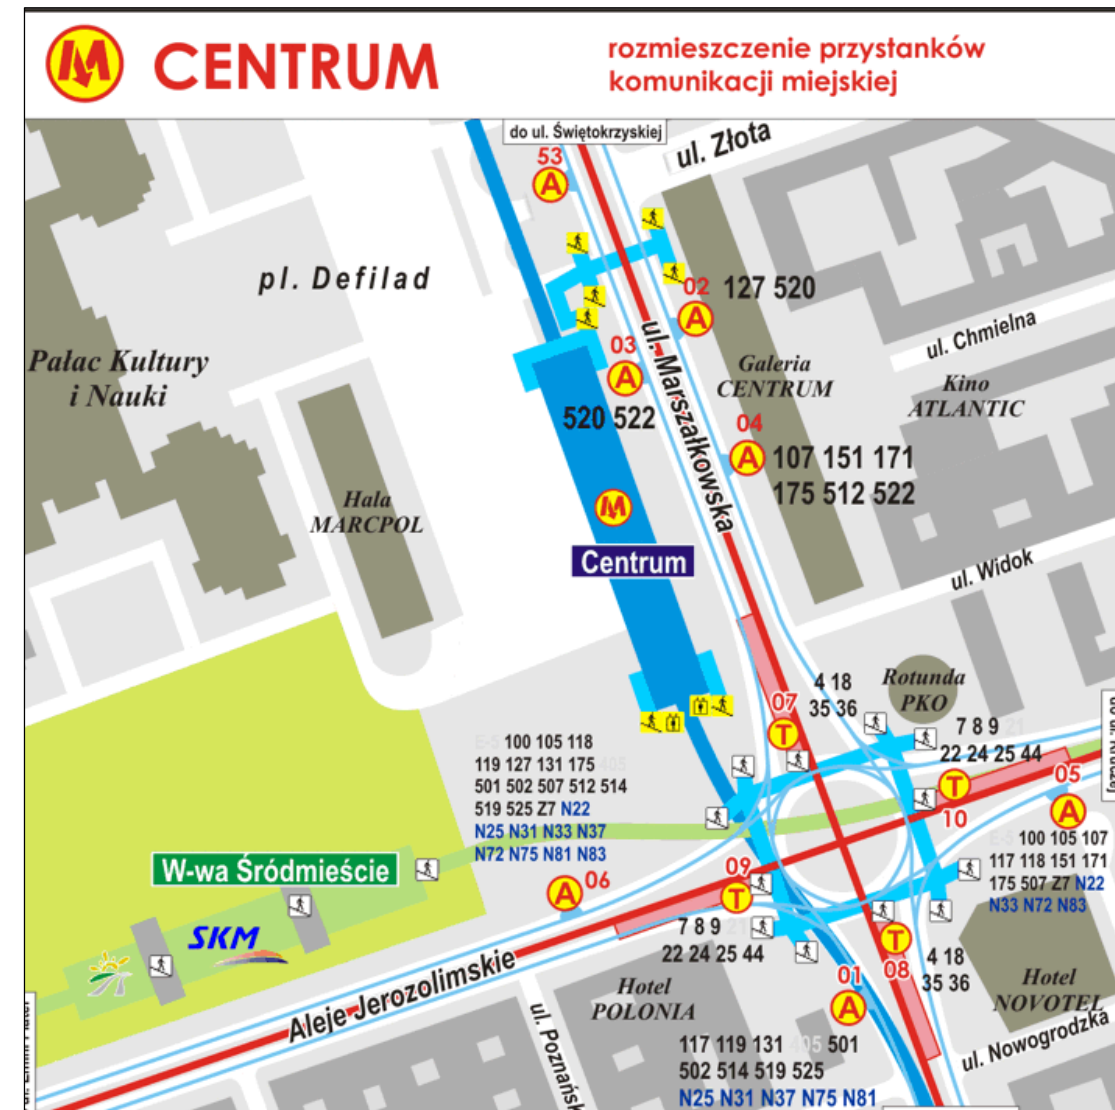 M CENTRUM
rozmieszczenie przystanków
komunikacji miejskiej
do ul. Świętokrzyskiej
ul. Złota
53
A
pl. Defilad
02
A
127 520
ul. Marszałkowska
ul. Chmielna
Pałac Kultury
i Nauki
03
A
520 522
Galeria
CENTRUM
Kino
ATLANTIC
04
A
107 151 171
175 512 522
Hala
MARCPOL
M
Centrum
ul. Widok
07
T
4 18
35 36
Rotunda
PKO
7 8 9 21
22 24 25 44
T
10
05
A
E-5 100 105 118
119 127 131 175 405
501 502 507 512 514
519 525 Z7 N22
N25 N31 N33 N37
N72 N75 N81 N83
E-5 100 105 107
117 118 151 171
175 507 Z7 N22
N33 N72 N83
W-wa Śródmieście
A
06
09
T
7 8 9 21
22 24 25 44
SKM
T
08
4 18
35 36
Aleje Jerozolimskie
Hotel
POLONIA
01
A
Hotel
NOVOTEL
ul. Nowogrodzka
117 119 131 405 501
502 514 519 525
N25 N31 N37 N75 N81